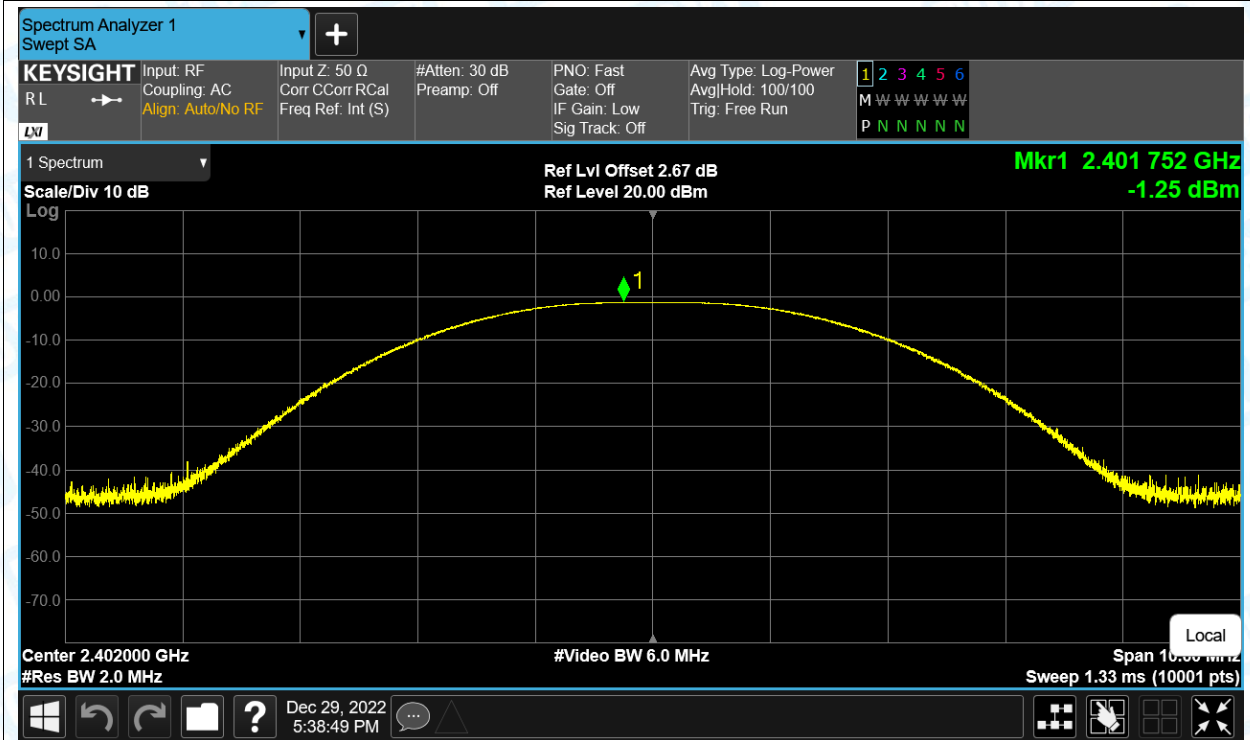 Spectrum Analyzer 1
Swept SA
+
KEYSIGHT
R L
LXI
Input: RF
Coupling: AC
Align: Auto/No RF
Input Z: 50 Ω
Corr CCorr RCal
Freq Ref: Int (S)
#Atten: 30 dB
Preamp: Off
PNO: Fast
Gate: Off
IF Gain: Low
Sig Track: Off
Avg Type: Log-Power
Avg|Hold: 100/100
Trig: Free Run
1 2 3 4 5 6
M W W W W W
P N N N N N N
1 Spectrum
Scale/Div 10 dB
Log
Ref Lvl Offset 2.67 dB
Ref Level 20.00 dBm
Mkr1 2.401 752 GHz
-1.25 dBm
1
10.0
0.00
-10.0
-20.0
-30.0
-40.0
-50.0
-60.0
-70.0
Local
Center 2.402000 GHz
#Video BW 6.0 MHz
Span 10.00 MHz
#Res BW 2.0 MHz
Sweep 1.33 ms (10001 pts)
?
Dec 29, 2022
5:38:49 PM